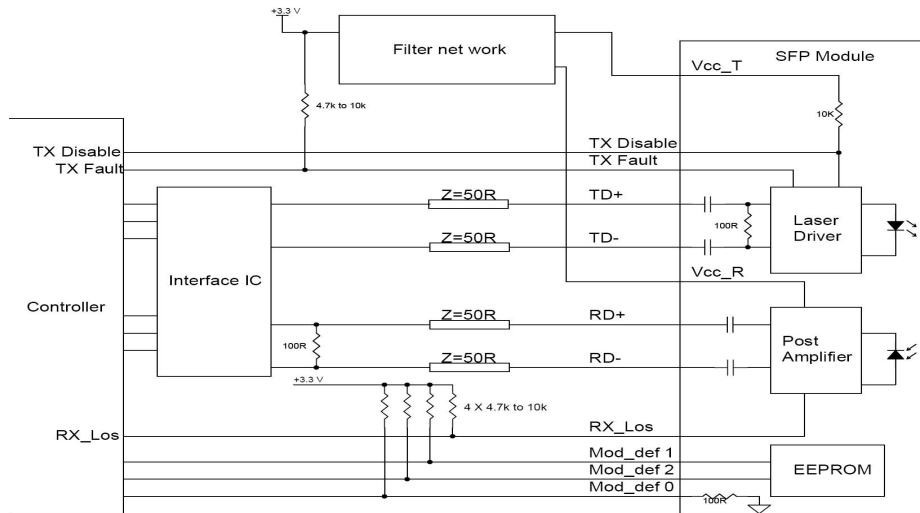 +3.3 V
Filter net work
SFP Module
Vcc_T
4.7k to 10k
10K
TX Disable
TX Disable
TX Fault
TX Fault
Z=50R
TD+
100R
Laser
Driver
Z=50R
TD-
Vcc_R
Interface IC
Controller
Z=50R
RD+
100R
Post
Amplifier
Z=50R
RD-
+3.3 V
4 X 4.7k to 10k
RX_Los
RX_Los
Mod_def 1
Mod_def 2
EEPROM
Mod_def 0
100R